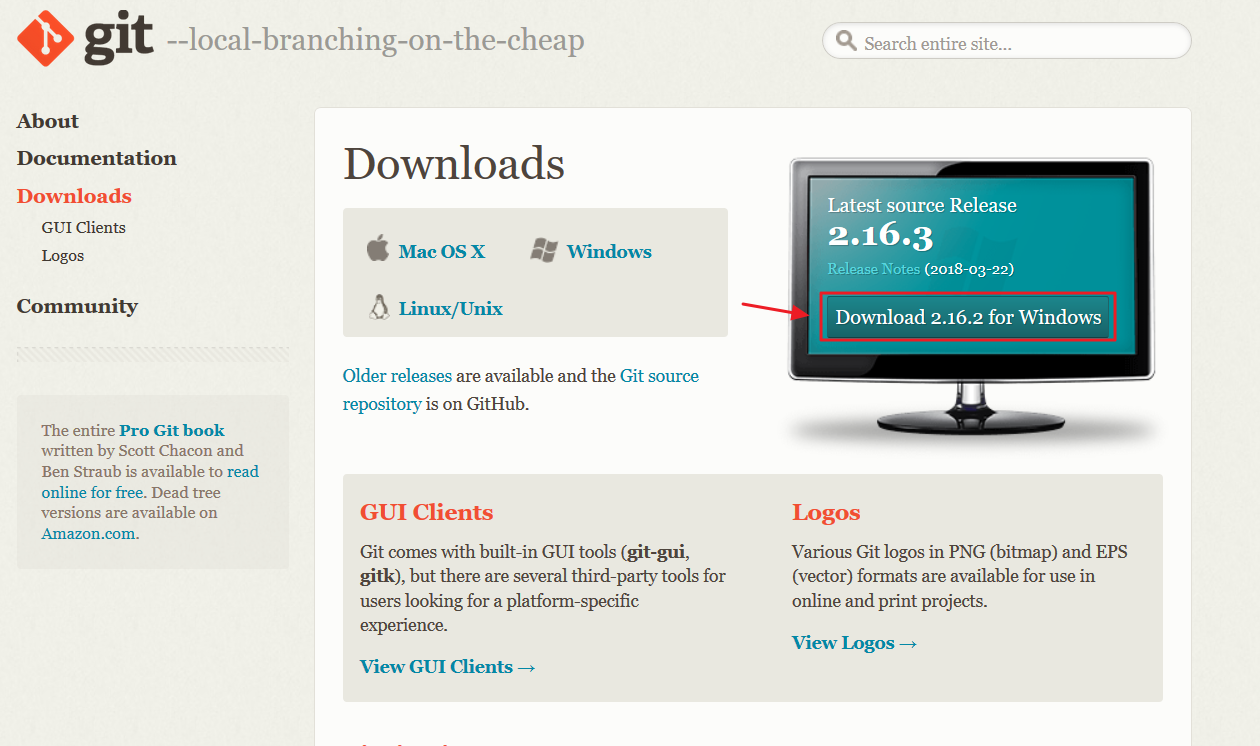 git --local-branching-on-the-cheap
Search entire site...
About
Documentation
Downloads
GUI Clients
Logos
Community
The entire Pro Git book
written by Scott Chacon and
Ben Straub is available to read
online for free. Dead tree
versions are available on
Amazon.com.
Downloads
Mac OS X
Windows
Linux/Unix
Older releases are available and the Git source
repository is on GitHub.
Latest source Release
2.16.3
Release Notes (2018-03-22)
Download 2.16.2 for Windows
GUI Clients
Git comes with built-in GUI tools (git-gui,
gitk), but there are several third-party tools for
users looking for a platform-specific
experience.
View GUI Clients →
Logos
Various Git logos in PNG (bitmap) and EPS
(vector) formats are available for use in
online and print projects.
View Logos →